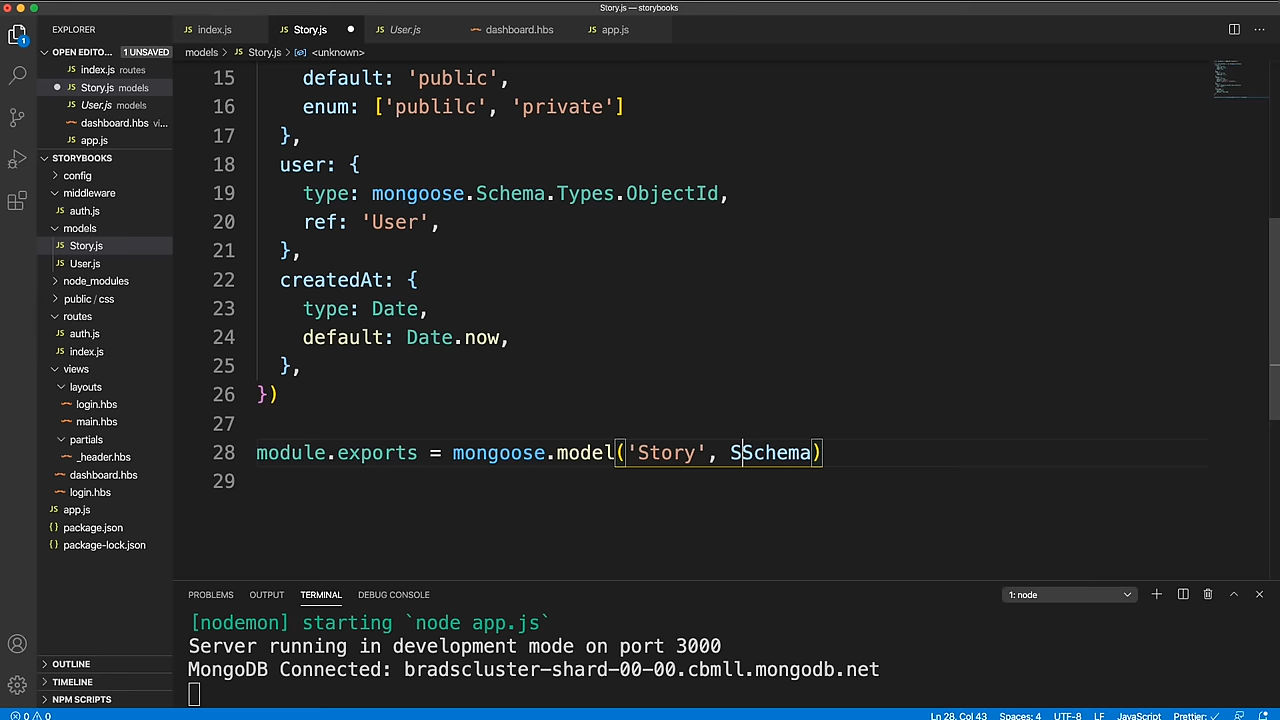 Story.js — storybooks
EXPLORER
index.js
Story.js
User.js
dashboard.hbs
app.js
OPEN EDITO... 1 UNSAVED
models > Story.js > <unknown>
index.js routes
Story.js models
User.js models
dashboard.hbs vi...
app.js
STORYBOOKS
config
middleware
auth.js
models
Story.js
User.js
node_modules
public / css
routes
auth.js
index.js
views
layouts
login.hbs
main.hbs
partials
_header.hbs
dashboard.hbs
login.hbs
app.js
package.json
package-lock.json
OUTLINE
TIMELINE
NPM SCRIPTS
15 default: 'public',
16 enum: ['publilc', 'private']
17 },
18 user: {
19 type: mongoose.Schema.Types.ObjectId,
20 ref: 'User',
21 },
22 createdAt: {
23 type: Date,
24 default: Date.now,
25 },
26 })
27
28 module.exports = mongoose.model('Story', SSchema)
29
PROBLEMS OUTPUT TERMINAL DEBUG CONSOLE 1: node
[nodemon] starting `node app.js`
Server running in development mode on port 3000
MongoDB Connected: bradscluster-shard-00-00.cbmll.mongodb.net
0 0 Ln 28, Col 43 Spaces: 4 UTF-8 LF JavaScript Prettier: ✓